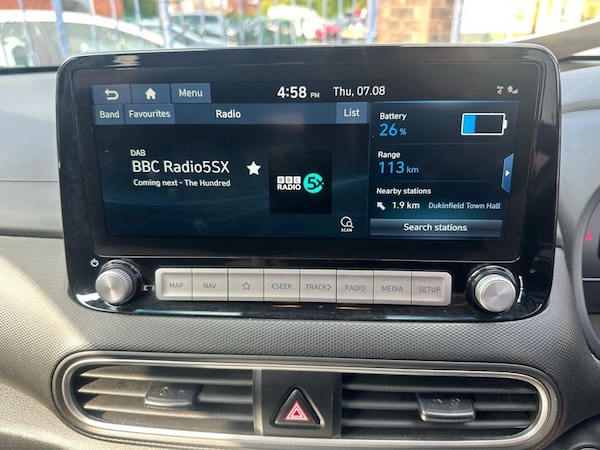 Menu 4:58 PM Thu, 07.08
Band Favourites Radio List
DAB
BBC Radio5SX
Coming next - The Hundred
BBC
RADIO 5X
SCAN
Battery
26 %
Range
113 km
Nearby stations
1.9 km Dukinfield Town Hall
Search stations
MAP NAV ☆ <SEEK TRACK> RADIO MEDIA SETUP